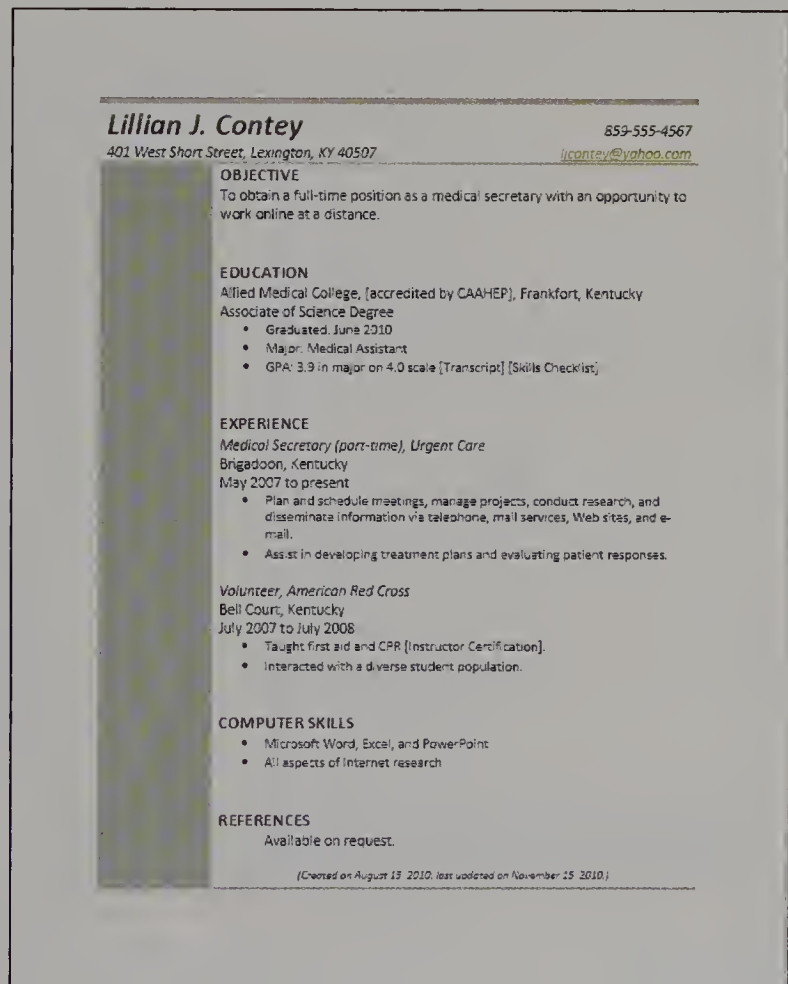 Lillian J. Contey 859-555-4567
401 West Short Street, Lexington, KY 40507 ljcontey@yahoo.com
OBJECTIVE
To obtain a full-time position as a medical secretary with an opportunity to
work online at a distance.
EDUCATION
Allied Medical College, [accredited by CAAHEP], Frankfort, Kentucky
Associate of Science Degree
• Graduated: June 2010
• Major: Medical Assistant
• GPA: 3.9 in major on 4.0 scale [Transcript] [Skills Checklist]
EXPERIENCE
Medical Secretary (part-time), Urgent Care
Brigadoon, Kentucky
May 2007 to present
• Plan and schedule meetings, manage projects, conduct research, and
disseminate information via telephone, mail services, Web sites, and e-
mail.
• Assist in developing treatment plans and evaluating patient responses.
Volunteer, American Red Cross
Bell Court, Kentucky
July 2007 to July 2008
• Taught first aid and CPR [Instructor Certification].
• Interacted with a diverse student population.
COMPUTER SKILLS
• Microsoft Word, Excel, and PowerPoint
• All aspects of Internet research
REFERENCES
Available on request.
(Created on August 15, 2010; last updated on November 15, 2010.)